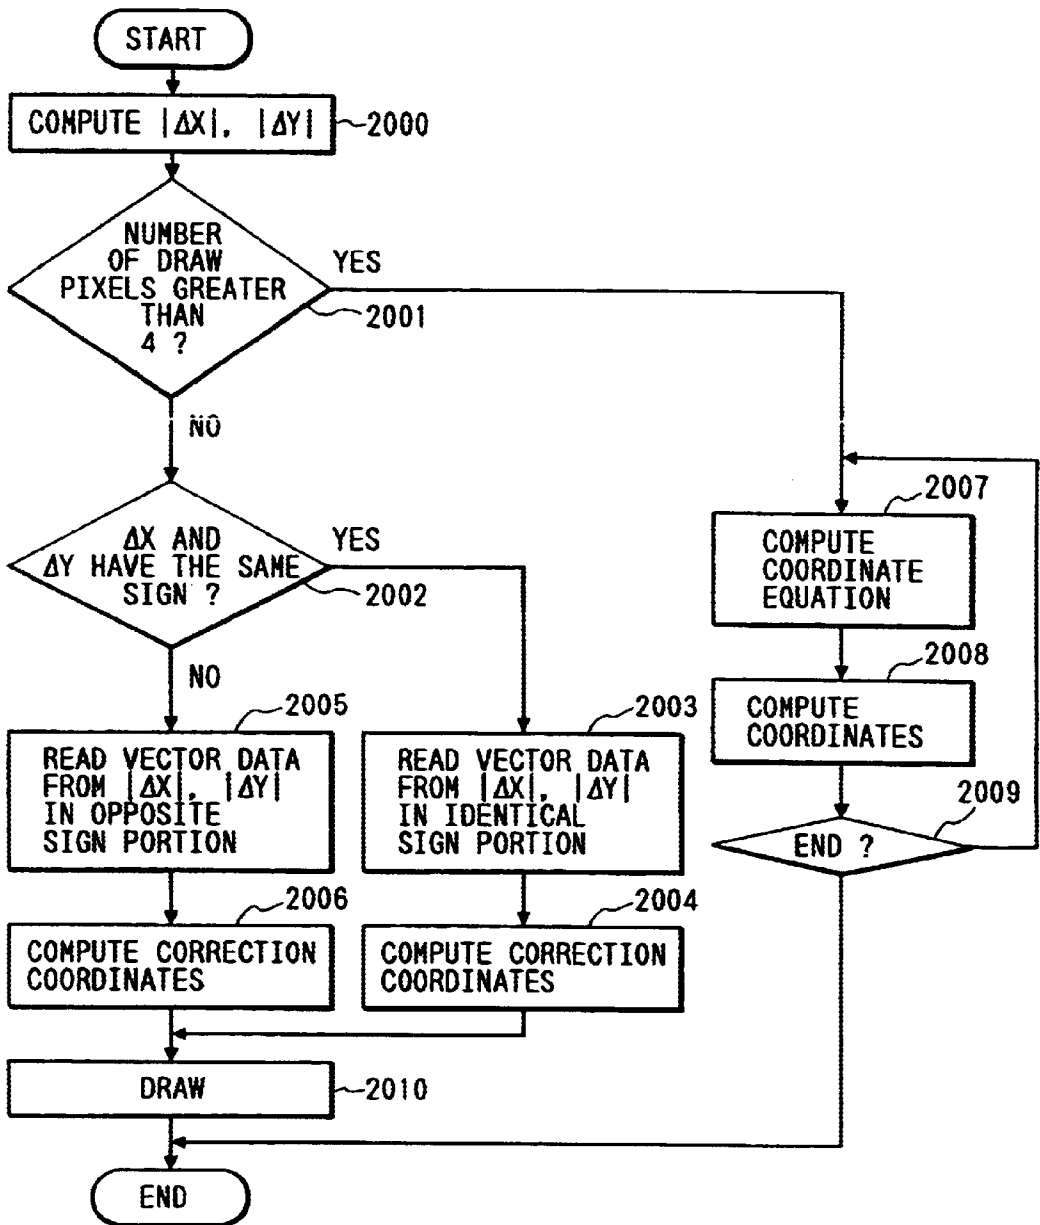 START
COMPUTE |ΔX|, |ΔY|
2000
NUMBER
OF DRAW
PIXELS GREATER
THAN
4 ?
YES
2001
NO
ΔX AND
ΔY HAVE THE SAME
SIGN ?
YES
2002
NO
2005
READ VECTOR DATA
FROM |ΔX|, |ΔY|
IN OPPOSITE
SIGN PORTION
2003
READ VECTOR DATA
FROM |ΔX|, |ΔY|
IN IDENTICAL
SIGN PORTION
2006
COMPUTE CORRECTION
COORDINATES
2004
COMPUTE CORRECTION
COORDINATES
2007
COMPUTE
COORDINATE
EQUATION
2008
COMPUTE
COORDINATES
2009
END ?
DRAW
2010
END